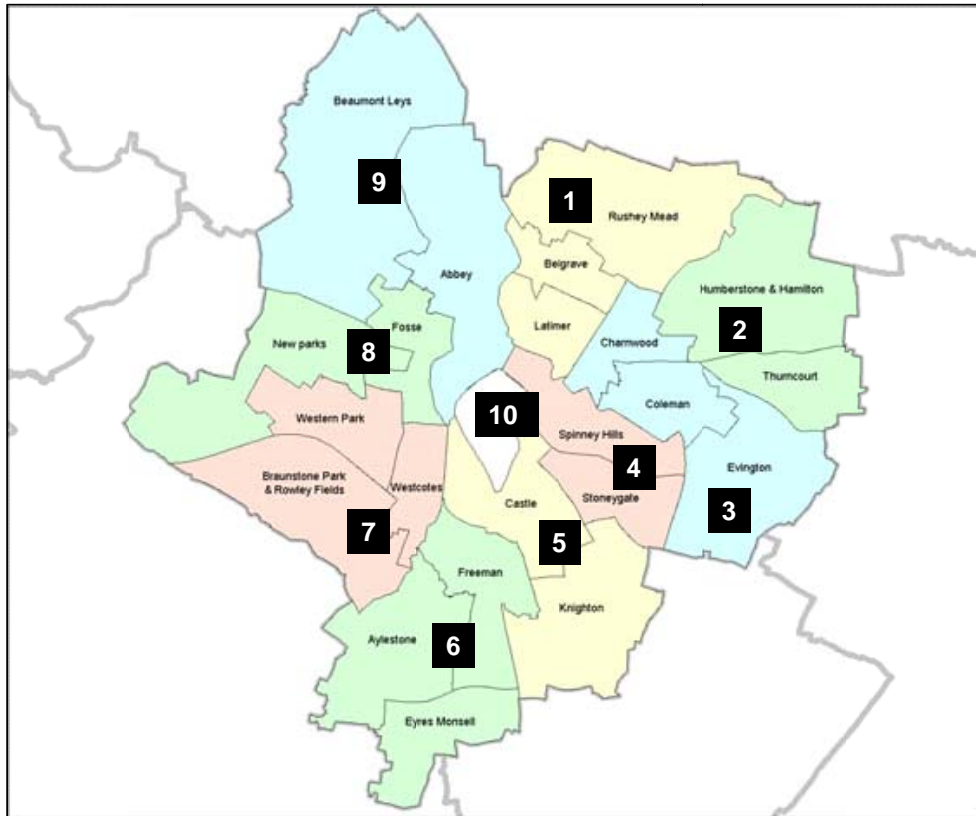 Beaumont Leys
9
1
Rushey Mead
Belgrave
Abbey
Humberstone & Hamilton
Latimer
Fosse
2
Charnwood
New parks
8
Thurncourt
Coleman
10
Western Park
Spinney Hills
4
Evington
Braunstone Park
& Rowley Fields
Westcotes
Stoneygate
Castle
3
7
5
Freeman
Knighton
Aylestone
6
Eyres Monsell